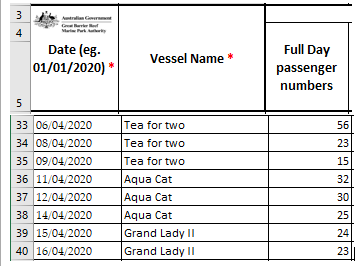 3
Australian Government
Great Barrier Reef
Marine Park Authority
4
Date (eg. 01/01/2020) *
Vessel Name *
Full Day passenger numbers
5
33 06/04/2020 Tea for two 56
34 08/04/2020 Tea for two 23
35 09/04/2020 Tea for two 15
36 11/04/2020 Aqua Cat 32
37 12/04/2020 Aqua Cat 30
38 14/04/2020 Aqua Cat 25
39 15/04/2020 Grand Lady II 24
40 16/04/2020 Grand Lady II 23